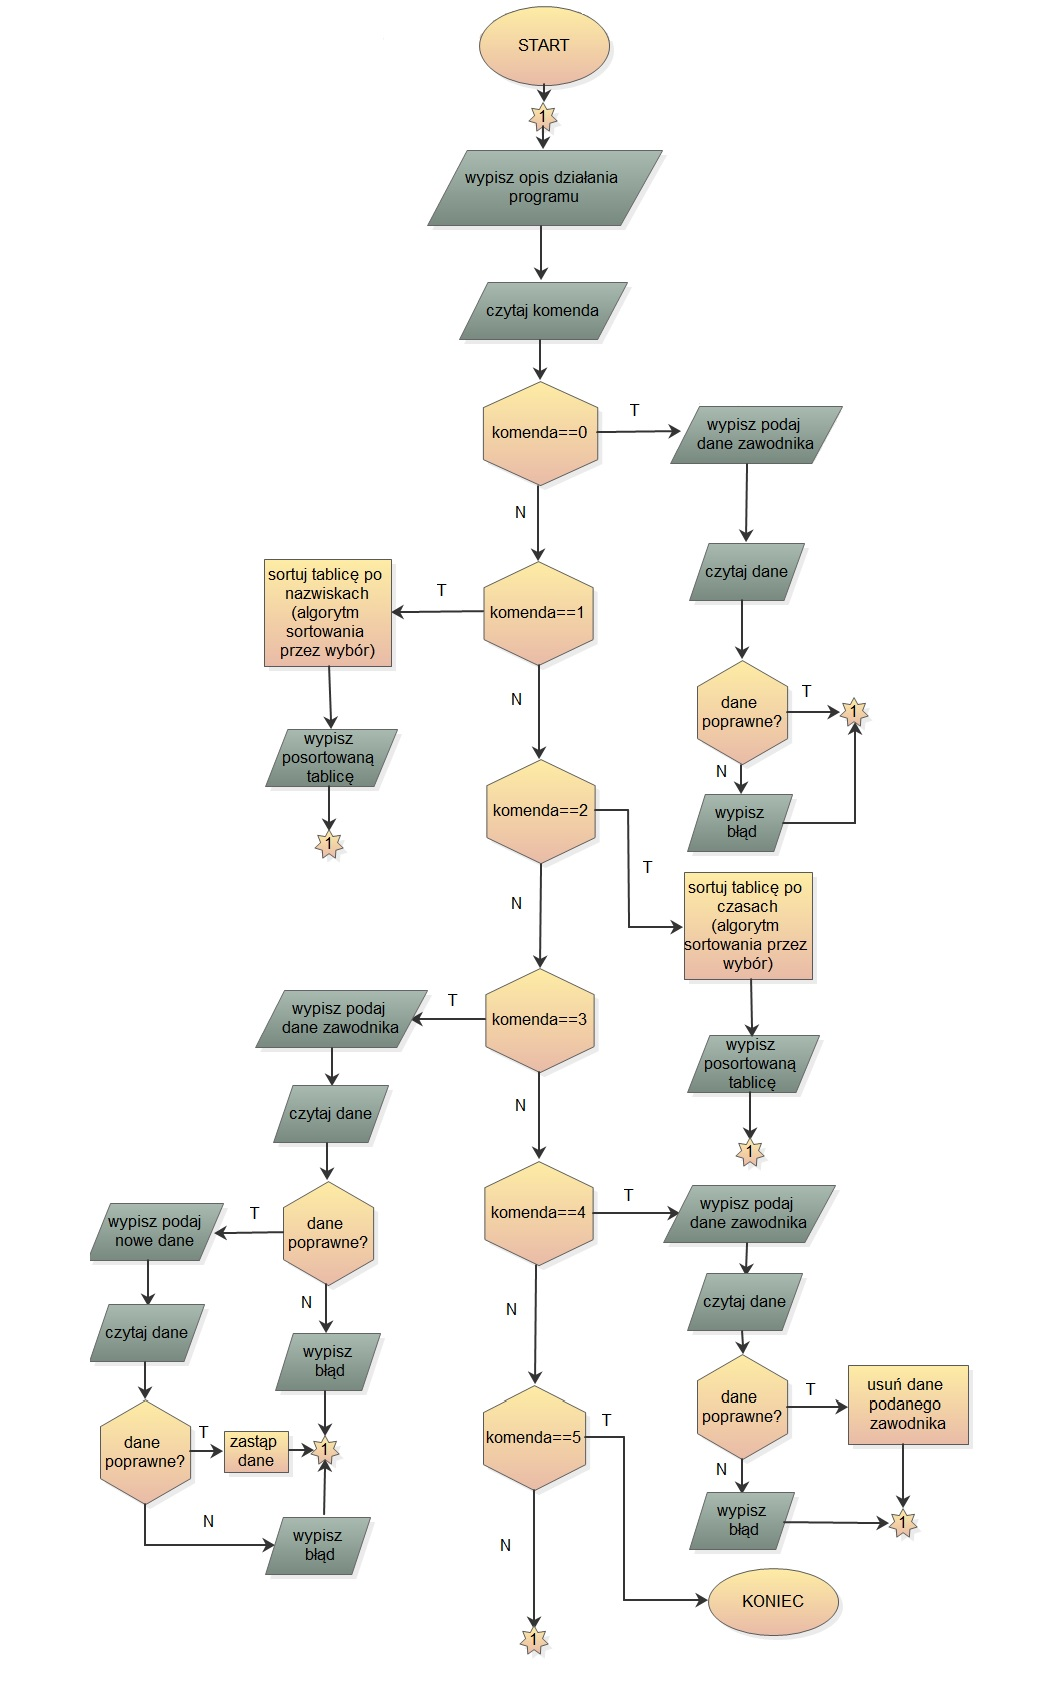 START
1
wypisz opis działania
programu
czytaj komenda
komenda==0
T
wypisz podaj
dane zawodnika
N
czytaj dane
dane
poprawne?
T
1
N
wypisz
błąd
komenda==1
T
sortuj tablicę po
nazwiskach
(algorytm
sortowania
przez wybór)
wypisz
posortowaną
tablicę
1
N
komenda==2
T
sortuj tablicę po
czasach
(algorytm
sortowania przez
wybór)
wypisz
posortowaną
tablicę
1
N
komenda==3
T
wypisz podaj
dane zawodnika
czytaj dane
dane
poprawne?
T
wypisz podaj
nowe dane
czytaj dane
dane
poprawne?
T
zastąp
dane
1
N
wypisz
błąd
N
wypisz
błąd
N
komenda==4
T
wypisz podaj
dane zawodnika
czytaj dane
dane
poprawne?
T
usuń dane
podanego
zawodnika
N
wypisz
błąd
1
N
komenda==5
T
KONIEC
N
1